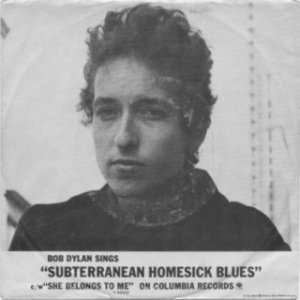 BOB DYLAN SINGS
"SUBTERRANEAN HOMESICK BLUES"
c/w "SHE BELONGS TO ME" ON COLUMBIA RECORDS